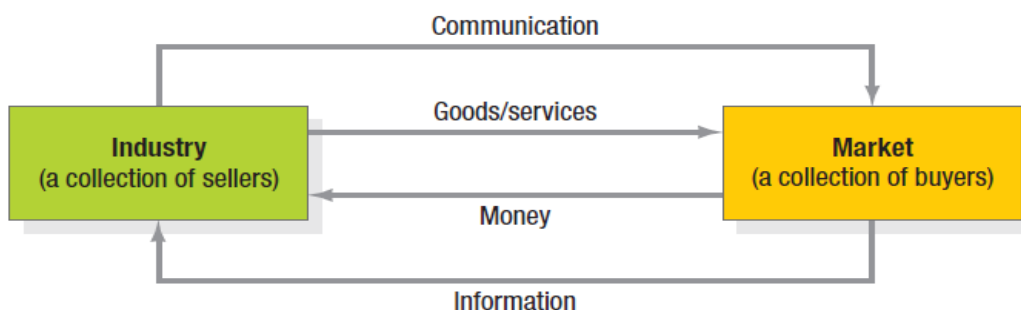 Communication
Goods/services
Industry
(a collection of sellers)
Market
(a collection of buyers)
Money
Information